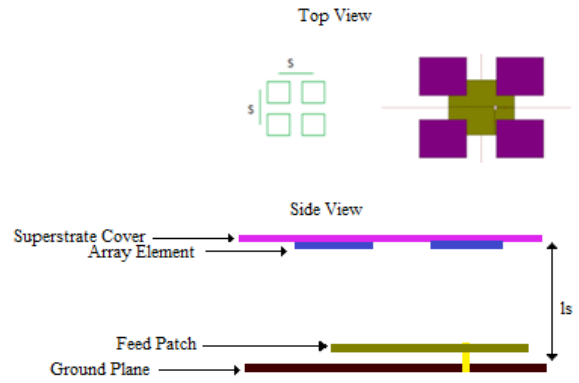 Top View
S
S
Side View
Superstrate Cover
Array Element
ls
Feed Patch
Ground Plane